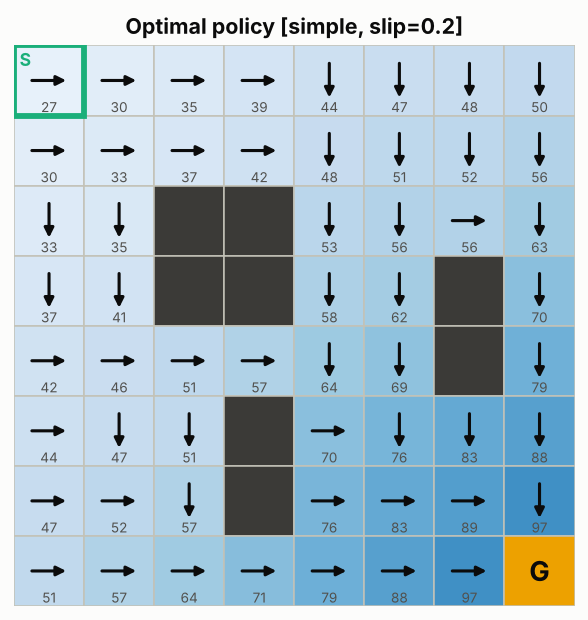 Optimal policy [simple, slip=0.2]
S
27 30 35 39 44 47 48 50
30 33 37 42 48 51 52 56
33 35 53 56 56 63
37 41 58 62 70
42 46 51 57 64 69 79
44 47 51 70 76 83 88
47 52 57 76 83 89 97
G
51 57 64 71 79 88 97